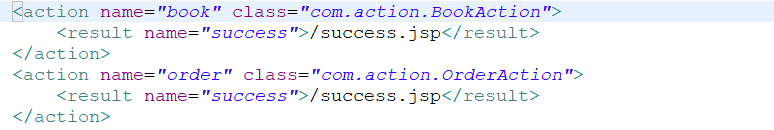 <action name="book" class="com.action.BookAction">
    <result name="success">/success.jsp</result>
</action>
<action name="order" class="com.action.OrderAction">
    <result name="success">/success.jsp</result>
</action>